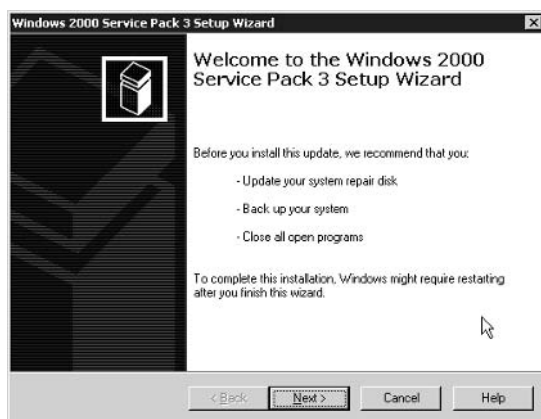 Windows 2000 Service Pack 3 Setup Wizard
Welcome to the Windows 2000
Service Pack 3 Setup Wizard
Before you install this update, we recommend that you:
- Update your system repair disk
- Back up your system
- Close all open programs
To complete this installation, Windows might require restarting
after you finish this wizard.
< Back
Next >
Cancel
Help